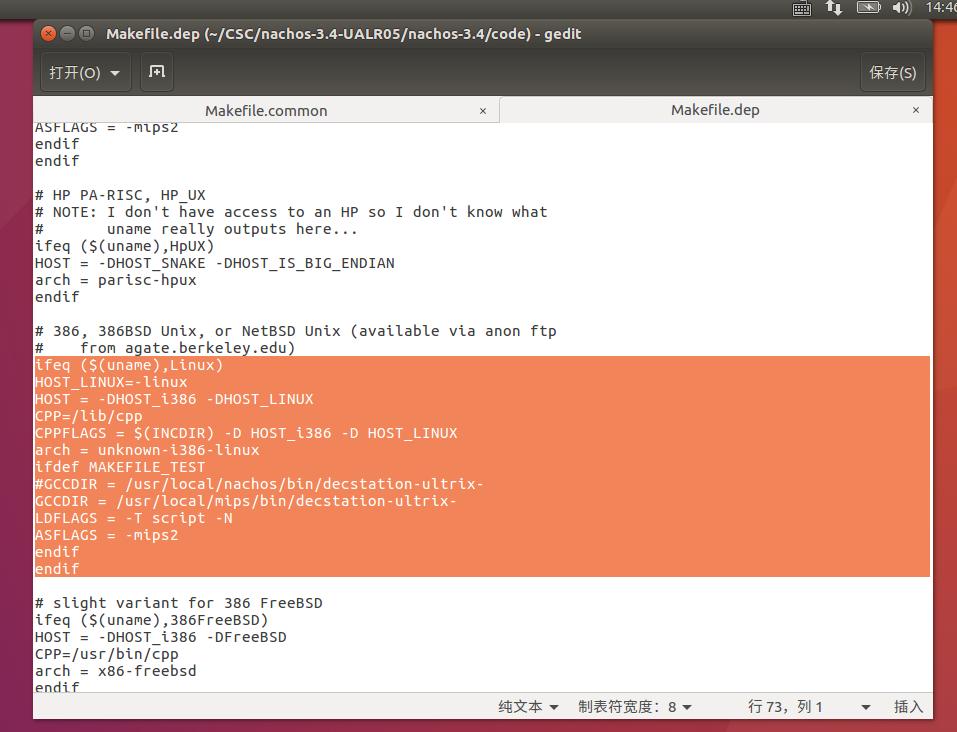 14:46
Makefile.dep (~/CSC/nachos-3.4-UALR05/nachos-3.4/code) - gedit
打开(O)
保存(S)
Makefile.common ×
Makefile.dep ×
ASFLAGS = -mips2
endif
endif

# HP PA-RISC, HP_UX
# NOTE: I don't have access to an HP so I don't know what
#       uname really outputs here...
ifeq ($(uname),HpUX)
HOST = -DHOST_SNAKE -DHOST_IS_BIG_ENDIAN
arch = parisc-hpux
endif

# 386, 386BSD Unix, or NetBSD Unix (available via anon ftp
#    from agate.berkeley.edu)
ifeq ($(uname),Linux)
HOST_LINUX=-linux
HOST = -DHOST_i386 -DHOST_LINUX
CPP=/lib/cpp
CPPFLAGS = $(INCDIR) -D HOST_i386 -D HOST_LINUX
arch = unknown-i386-linux
ifdef MAKEFILE_TEST
#GCCDIR = /usr/local/nachos/bin/decstation-ultrix-
GCCDIR = /usr/local/mips/bin/decstation-ultrix-
LDFLAGS = -T script -N
ASFLAGS = -mips2
endif
endif

# slight variant for 386 FreeBSD
ifeq ($(uname),386FreeBSD)
HOST = -DHOST_i386 -DFreeBSD
CPP=/usr/bin/cpp
arch = x86-freebsd
endif
纯文本 制表符宽度：8 行 73，列 1 插入